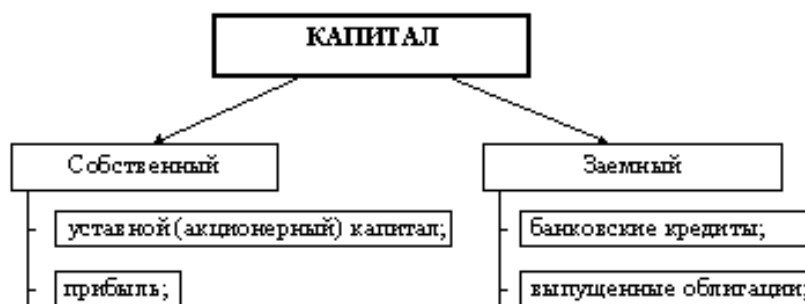 КАПИТАЛ
Собственный
- уставной (акционерный) капитал;
- прибыль;
Заемный
- банковские кредиты;
- выпущенные облигации;